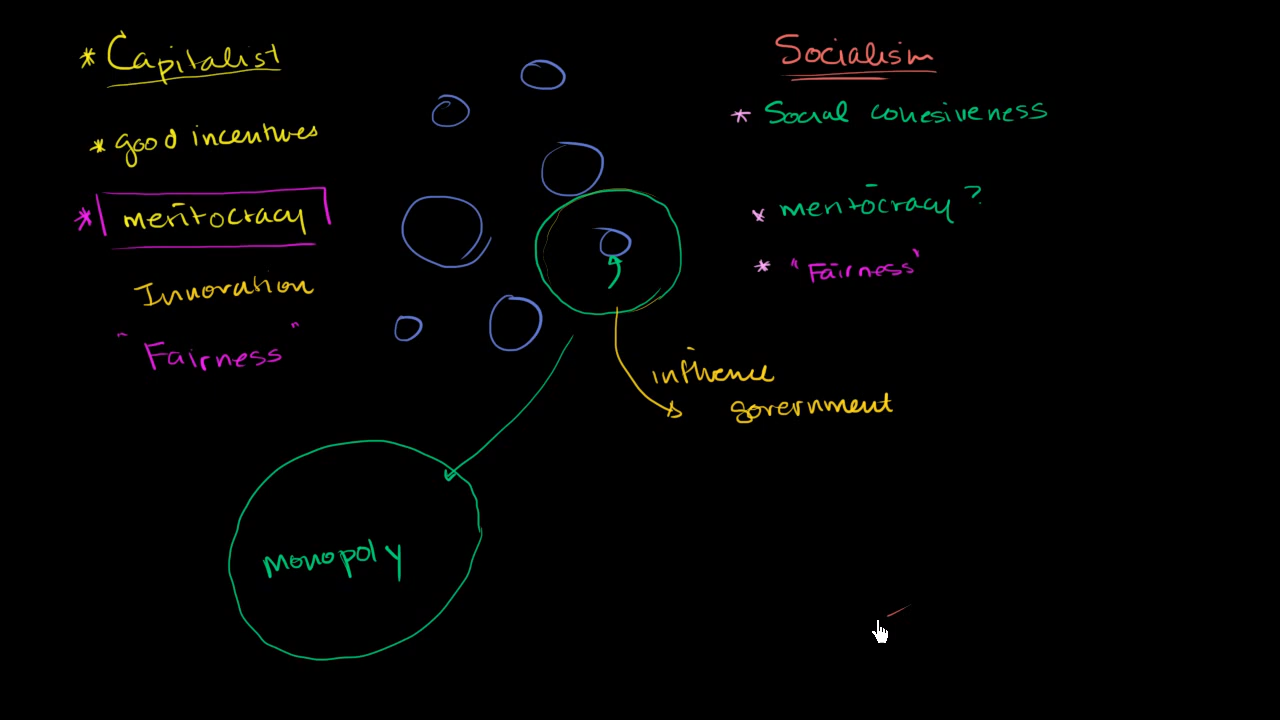 * Capitalist
* good incentives
* meritocracy
Innovation
"Fairness"
Socialism
* Social cohesiveness
* meritocracy?
* "Fairness"
influence
government
monopoly